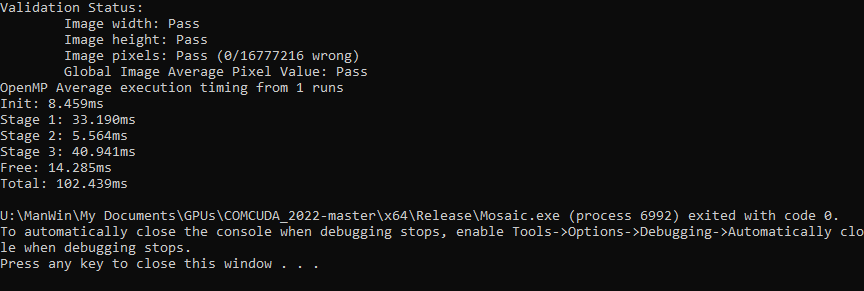 Validation Status:
Image width: Pass
Image height: Pass
Image pixels: Pass (0/16777216 wrong)
Global Image Average Pixel Value: Pass
OpenMP Average execution timing from 1 runs
Init: 8.459ms
Stage 1: 33.190ms
Stage 2: 5.564ms
Stage 3: 40.941ms
Free: 14.285ms
Total: 102.439ms
U:\ManWin\My Documents\GPUs\COMCUDA_2022-master\x64\Release\Mosaic.exe (process 6992) exited with code 0.
To automatically close the console when debugging stops, enable Tools->Options->Debugging->Automatically clo
le when debugging stops.
Press any key to close this window . . .